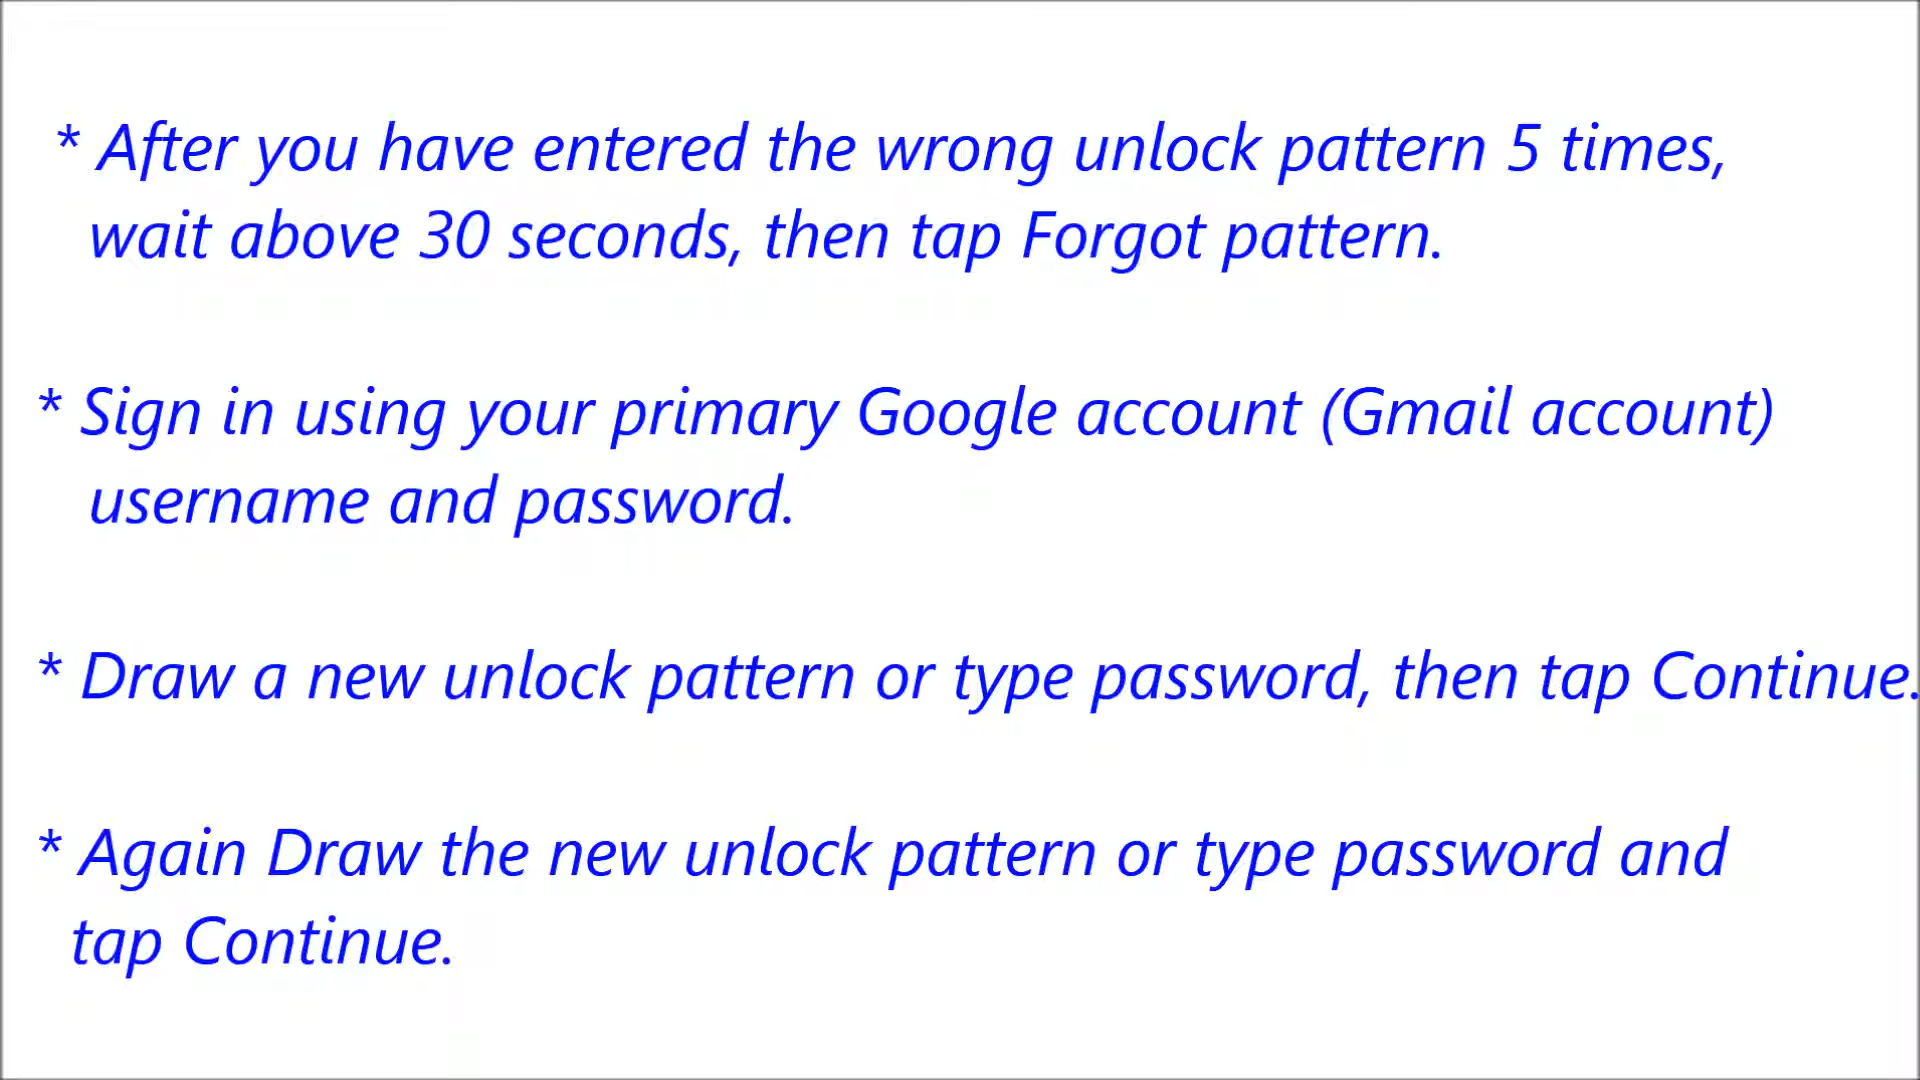 * After you have entered the wrong unlock pattern 5 times,
wait above 30 seconds, then tap Forgot pattern.
* Sign in using your primary Google account (Gmail account)
username and password.
* Draw a new unlock pattern or type password, then tap Continue.
* Again Draw the new unlock pattern or type password and
tap Continue.